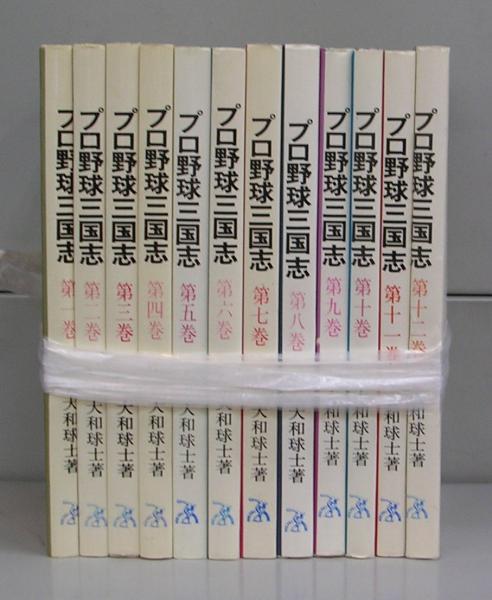 プロ野球三国志 第一巻 大和球士著
プロ野球三国志 第二巻 大和球士著
プロ野球三国志 第三巻 大和球士著
プロ野球三国志 第四巻 大和球士著
プロ野球三国志 第五巻 大和球士著
プロ野球三国志 第六巻 大和球士著
プロ野球三国志 第七巻 大和球士著
プロ野球三国志 第八巻 大和球士著
プロ野球三国志 第九巻 大和球士著
プロ野球三国志 第十巻 大和球士著
プロ野球三国志 第十一巻 和球士著
プロ野球三国志 第十二巻 和球士著